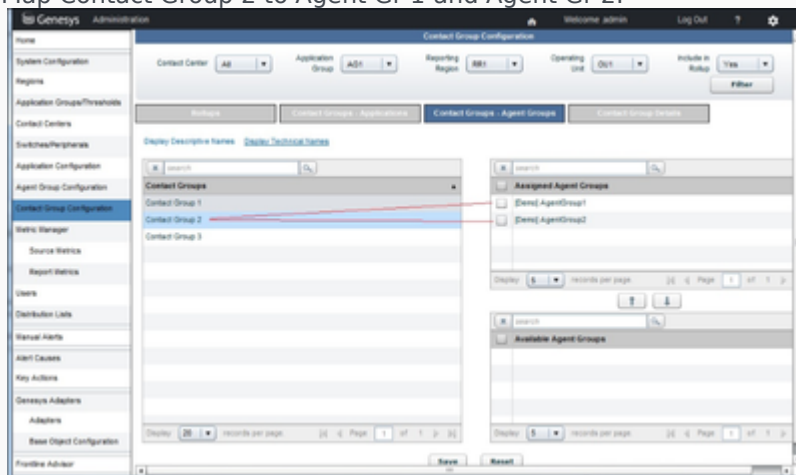 Map Contact Group 2 to Agent GP1 and Agent GP2.
Genesys Administration Welcome admin Log Out ?
Contact Group Configuration
Home
System Configuration
Regions
Application Groups/Thresholds
Contact Centers
Switches/Peripherals
Application Configuration
Agent Group Configuration
Contact Group Configuration
Metric Manager
Source Metrics
Report Metrics
Users
Distribution Lists
Manual Alerts
Alert Causes
Key Actions
Genesys Adapters
Adapters
Base Object Configuration
Frontline Advisor
Contact Center All
Application Group AG1
Reporting Region RR1
Operating Unit OU1
Include in Rollup Yes
Filter
Rollups
Contact Groups - Applications
Contact Groups - Agent Groups
Contact Group Details
Display Descriptive Names Display Technical Names
search
Contact Groups
Contact Group 1
Contact Group 2
Contact Group 3
Display 20 records per page Page 1 of 1
search
Assigned Agent Groups
[Demo] AgentGroup1
[Demo] AgentGroup2
Display 5 records per page Page 1 of 1
search
Available Agent Groups
Display 5 records per page Page 1 of 1
Save Reset